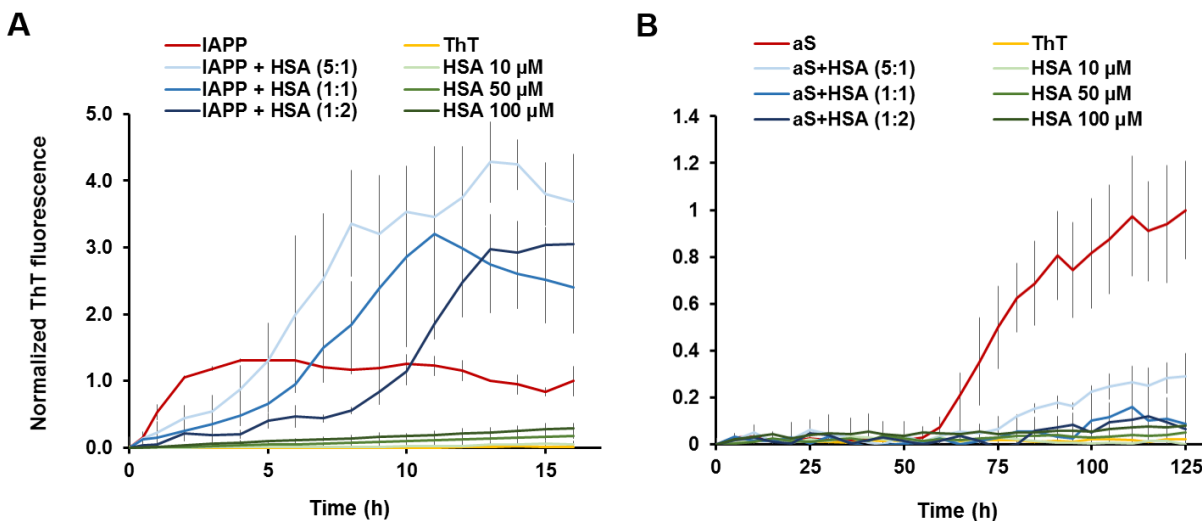 A
IAPP
IAPP + HSA (5:1)
IAPP + HSA (1:1)
IAPP + HSA (1:2)
ThT
HSA 10 µM
HSA 50 µM
HSA 100 µM
Normalized ThT fluorescence
5.0
4.0
3.0
2.0
1.0
0.0
0
5
10
15
Time (h)
B
aS
aS+HSA (5:1)
aS+HSA (1:1)
aS+HSA (1:2)
ThT
HSA 10 µM
HSA 50 µM
HSA 100 µM
1.4
1.2
1
0.8
0.6
0.4
0.2
0
0
25
50
75
100
125
Time (h)